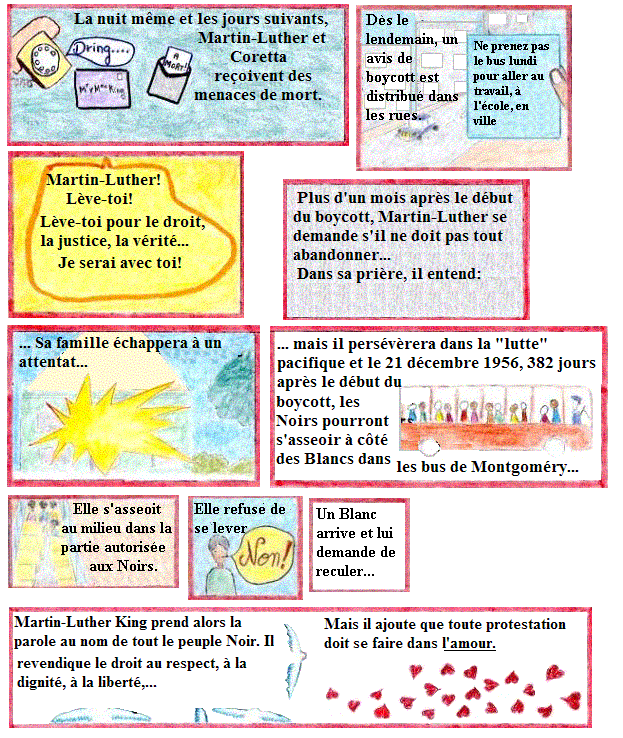 La nuit même et les jours suivants,
Martin-Luther et
Coretta
reçoivent des
menaces de mort.
¡Dring....
Mr et Mme King
A
MORT!
Dès le
lendemain, un
avis de
boycott est
distribué dans
les rues.
Ne prenez pas
le bus lundi
pour aller au
travail, à
l'école, en
ville
Martin-Luther!
Lève-toi!
Lève-toi pour le droit,
la justice, la vérité...
Je serai avec toi!
Plus d'un mois après le début
du boycott, Martin-Luther se
demande s'il ne doit pas tout
abandonner...
Dans sa prière, il entend:
... Sa famille échappera à un
attentat...
... mais il persévèrera dans la "lutte"
pacifique et le 21 décembre 1956, 382 jours
après le début du
boycott, les
Noirs pourront
s'asseoir à côté
des Blancs dans
les bus de Montgoméry...
Elle s'asseoit
au milieu dans la
partie autorisée
aux Noirs.
Elle refuse de
se lever
Non!
Un Blanc
arrive et lui
demande de
reculer...
Martin-Luther King prend alors la
parole au nom de tout le peuple Noir. Il
revendique le droit au respect, à la
dignité, à la liberté,...
Mais il ajoute que toute protestation
doit se faire dans l'amour.